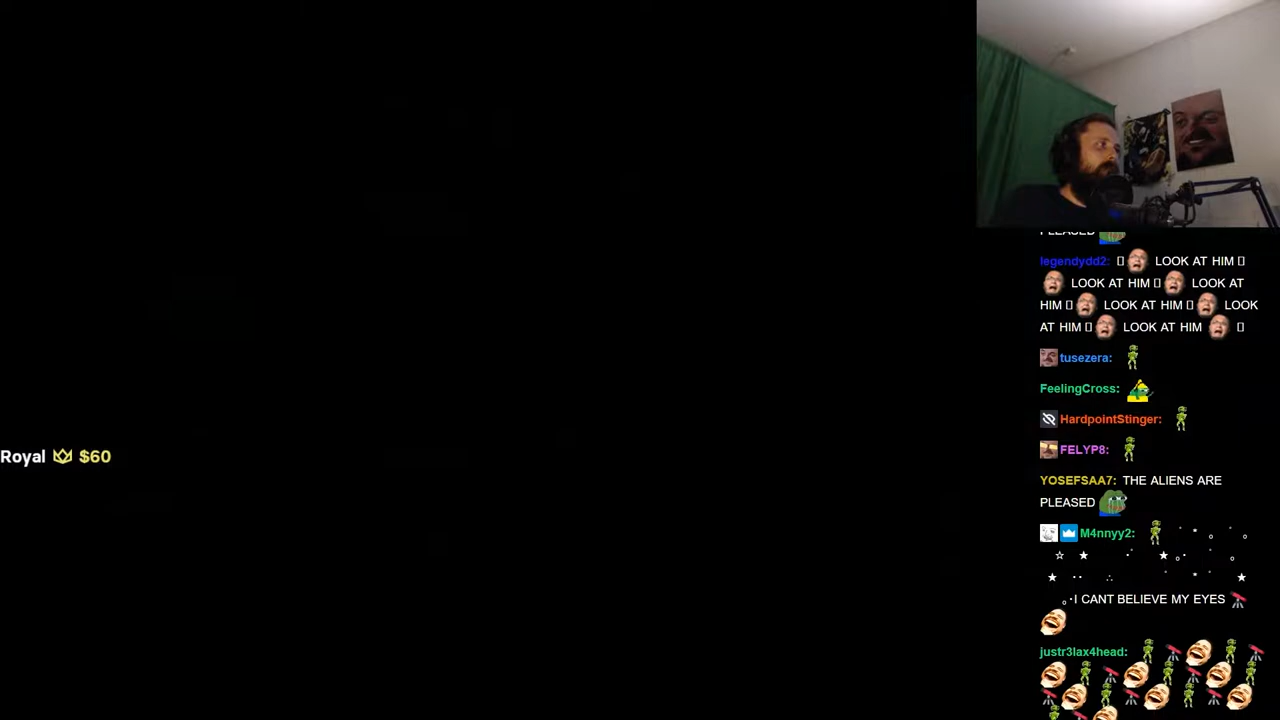 Royal $60
PLEASED
legendydd2: LOOK AT HIM
LOOK AT HIM LOOK AT
HIM LOOK AT HIM LOOK
AT HIM LOOK AT HIM
tusezera:
FeelingCross:
HardpointStinger:
FELYP8:
YOSEFSAA7: THE ALIENS ARE
PLEASED
M4nnyy2:
I CANT BELIEVE MY EYES
justr3lax4head: